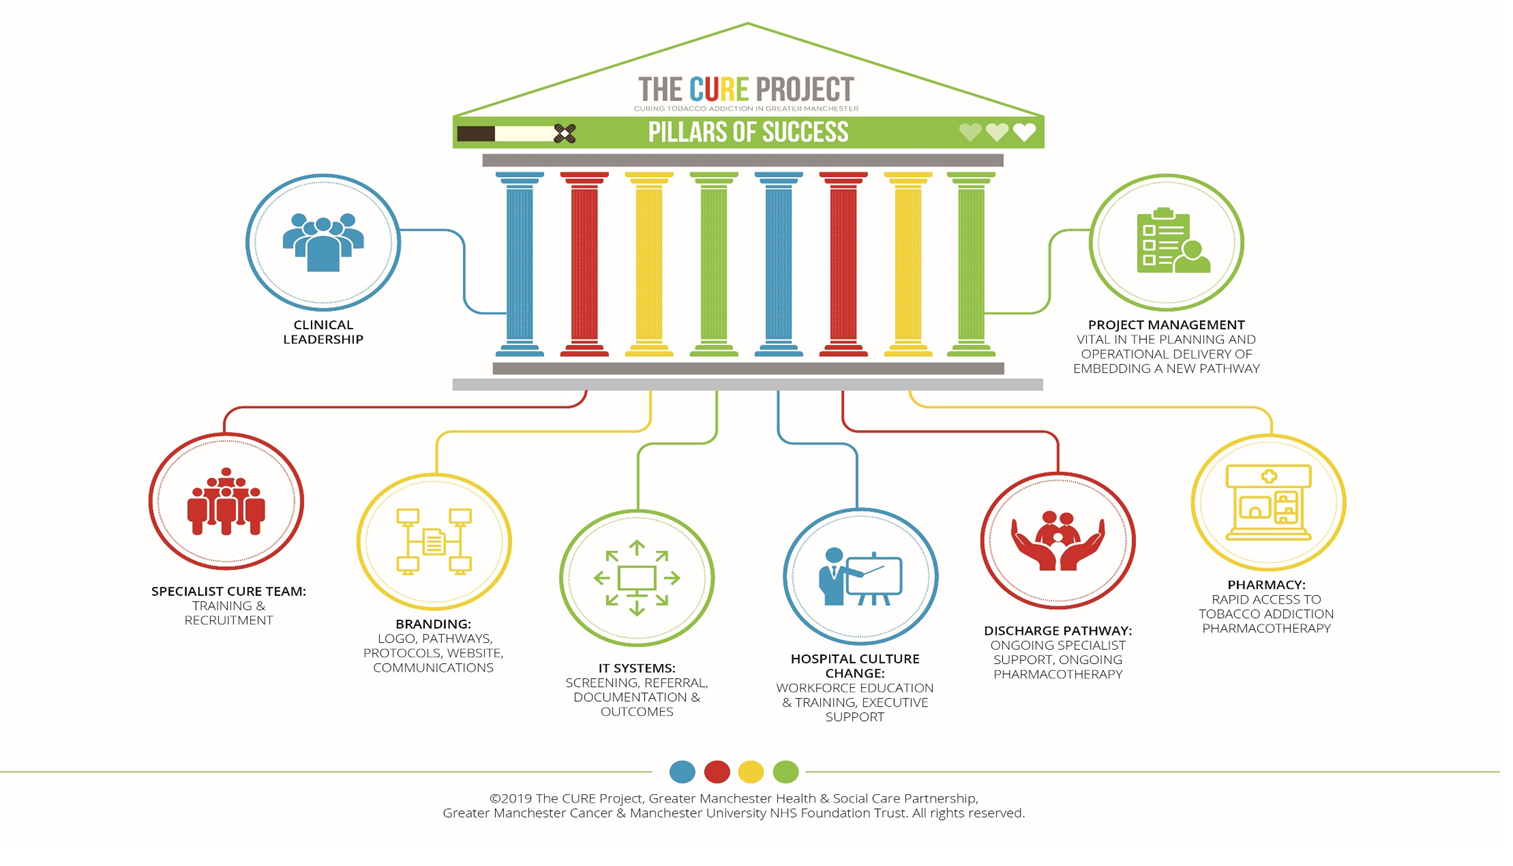 THE CURE PROJECT
CURING TOBACCO ADDICTION IN GREATER MANCHESTER
PILLARS OF SUCCESS
CLINICAL
LEADERSHIP
PROJECT MANAGEMENT
VITAL IN THE PLANNING AND
OPERATIONAL DELIVERY OF
EMBEDDING A NEW PATHWAY
SPECIALIST CURE TEAM:
TRAINING &
RECRUITMENT
BRANDING:
LOGO, PATHWAYS,
PROTOCOLS, WEBSITE,
COMMUNICATIONS
IT SYSTEMS:
SCREENING, REFERRAL,
DOCUMENTATION &
OUTCOMES
HOSPITAL CULTURE
CHANGE:
WORKFORCE EDUCATION
& TRAINING, EXECUTIVE
SUPPORT
DISCHARGE PATHWAY:
ONGOING SPECIALIST
SUPPORT, ONGOING
PHARMACOTHERAPY
PHARMACY:
RAPID ACCESS TO
TOBACCO ADDICTION
PHARMACOTHERAPY
©2019 The CURE Project, Greater Manchester Health & Social Care Partnership,
Greater Manchester Cancer & Manchester University NHS Foundation Trust. All rights reserved.